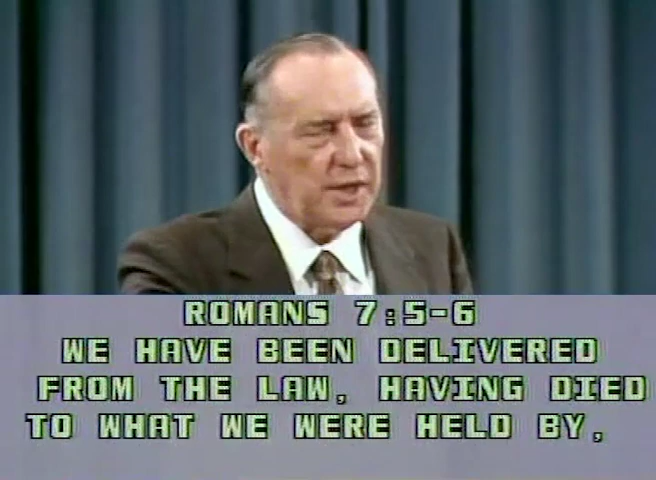 ROMANS 7:5-6
WE HAVE BEEN DELIVERED
FROM THE LAW, HAVING DIED
TO WHAT WE WERE HELD BY,